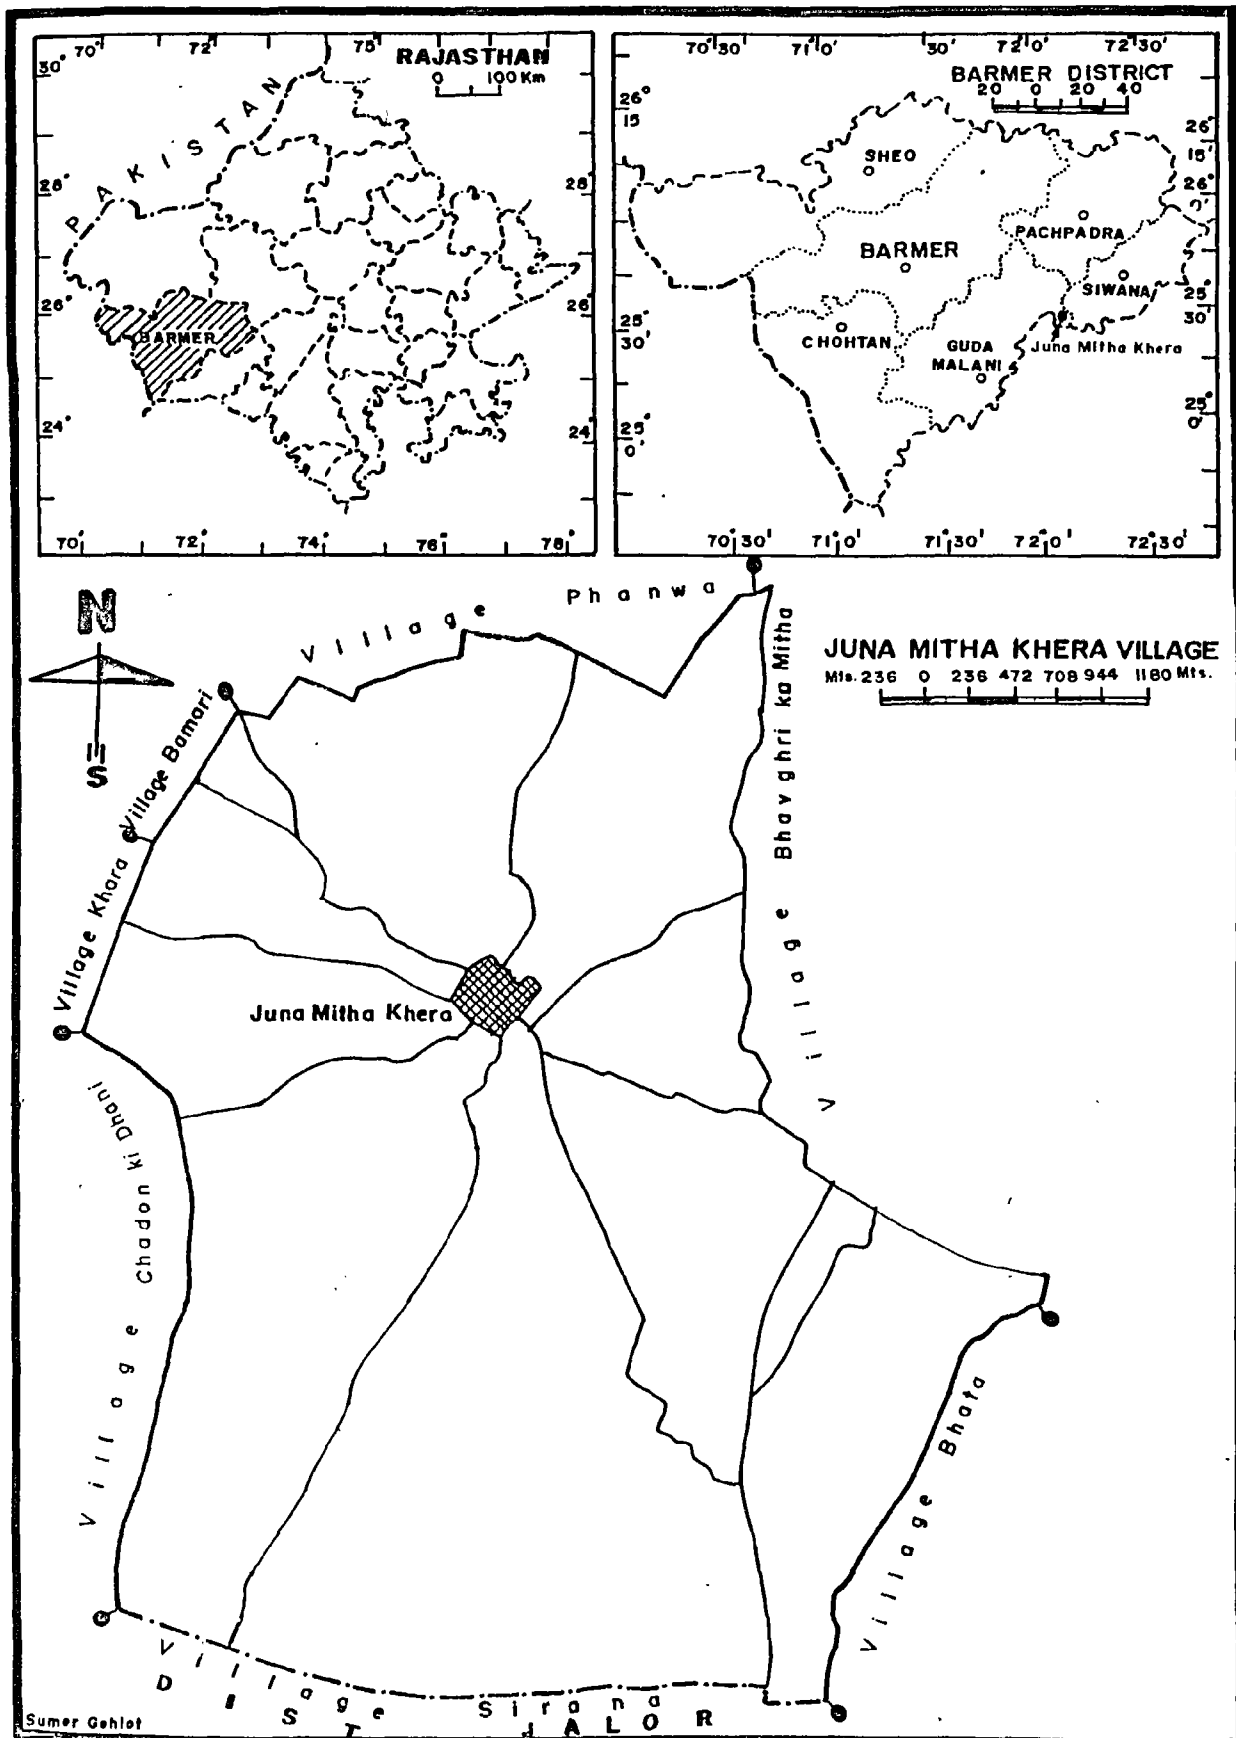 70° 72° 75°
RAJASTHAN
0 100 Km
30°
PAKISTAN
28° 28°
26° 26°
BARMER
24° 24°
70° 72° 74° 76° 78°
70°30' 71°0' 30' 72°0' 72°30'
BARMER DISTRICT
20 0 20 40
26°
15'
26°
15'
SHEO
26°
0'
PACHPADRA
BARMER
SIWANA
25°
30'
25°
30'
CHOHTAN
GUDA
MALANI
Juna Mitha Khera
25°
0'
25°
0'
70°30' 71°0' 71°30' 72°0' 72°30'
N
S
Village Phanwa
JUNA MITHA KHERA VILLAGE
Mts. 236 0 236 472 708 944 1180 Mts.
Village Bamari
Village Bhavghri ka Mitha
Village Khara
Juna Mitha Khera
Village Chadon ki Dhani
Village Bhata
Village Sirana
DIST JALOR
Sumer Gehlot